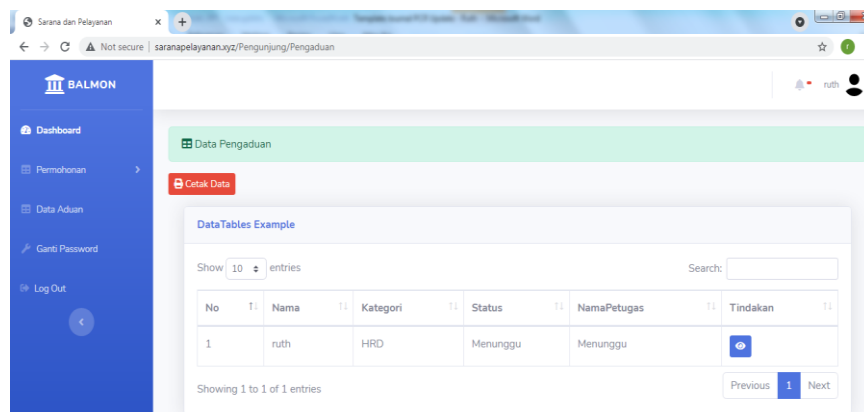 Sarana dan Pelayanan
Not secure | saranapelayanan.xyz/Pengunjung/Pengaduan
BALMON
ruth
Dashboard
Data Pengaduan
Permohonan
Cetak Data
Data Aduan
DataTables Example
Ganti Password
Show 10 entries Search:
Log Out
No Nama Kategori Status NamaPetugas Tindakan
1 ruth HRD Menunggu Menunggu
Showing 1 to 1 of 1 entries
Previous 1 Next